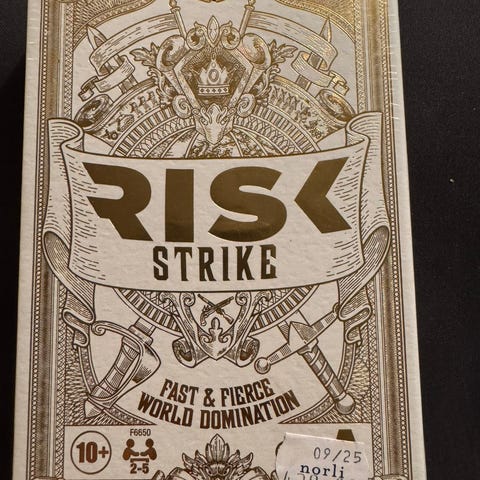 RISK
STRIKE
FAST & FIERCE
WORLD DOMINATION
10+
F6650
2-5
09/25
norli